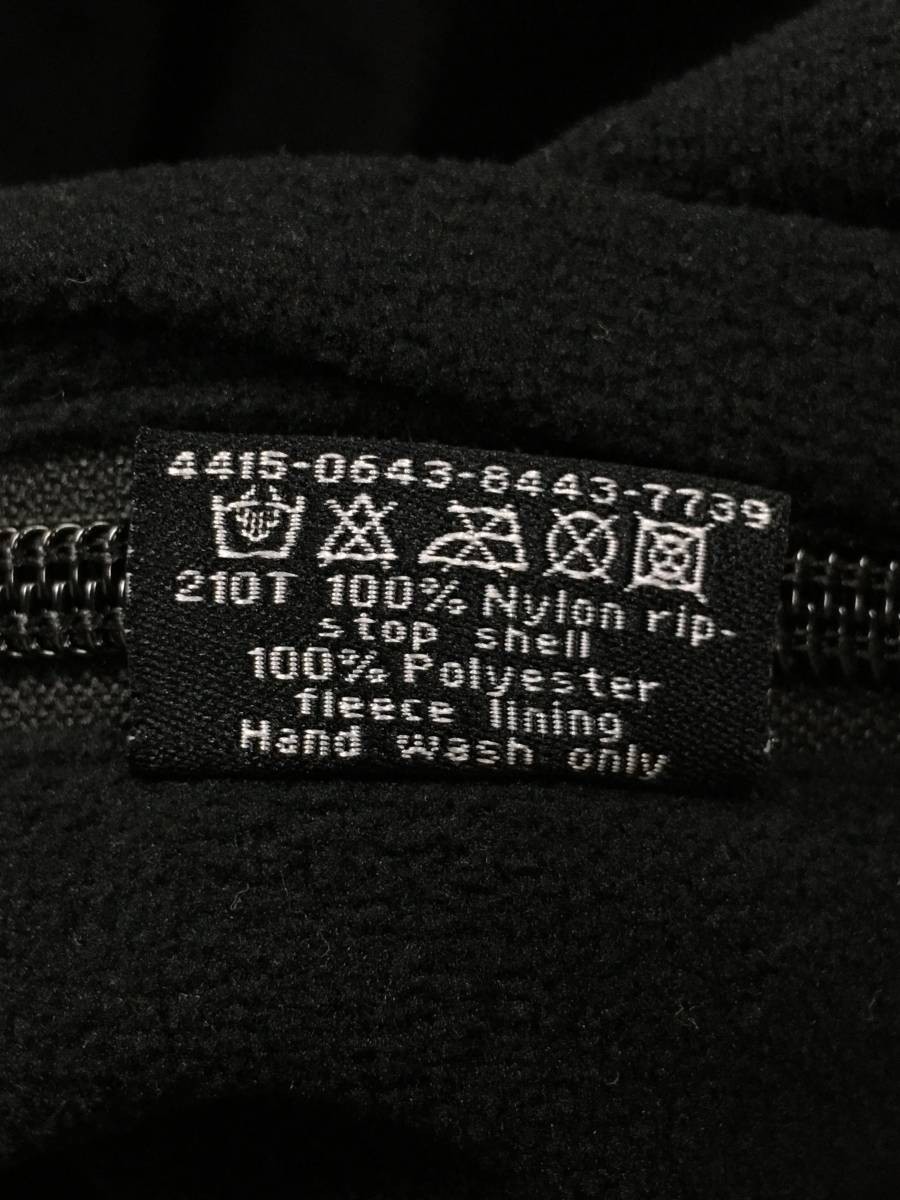 4415-0643-8443-7739
210T 100% Nylon rip-
stop shell
100% Polyester
fleece lining
Hand wash only